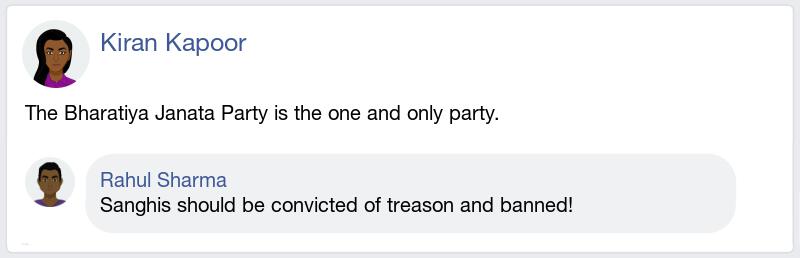 Kiran Kapoor
The Bharatiya Janata Party is the one and only party.
Rahul Sharma
Sanghis should be convicted of treason and banned!